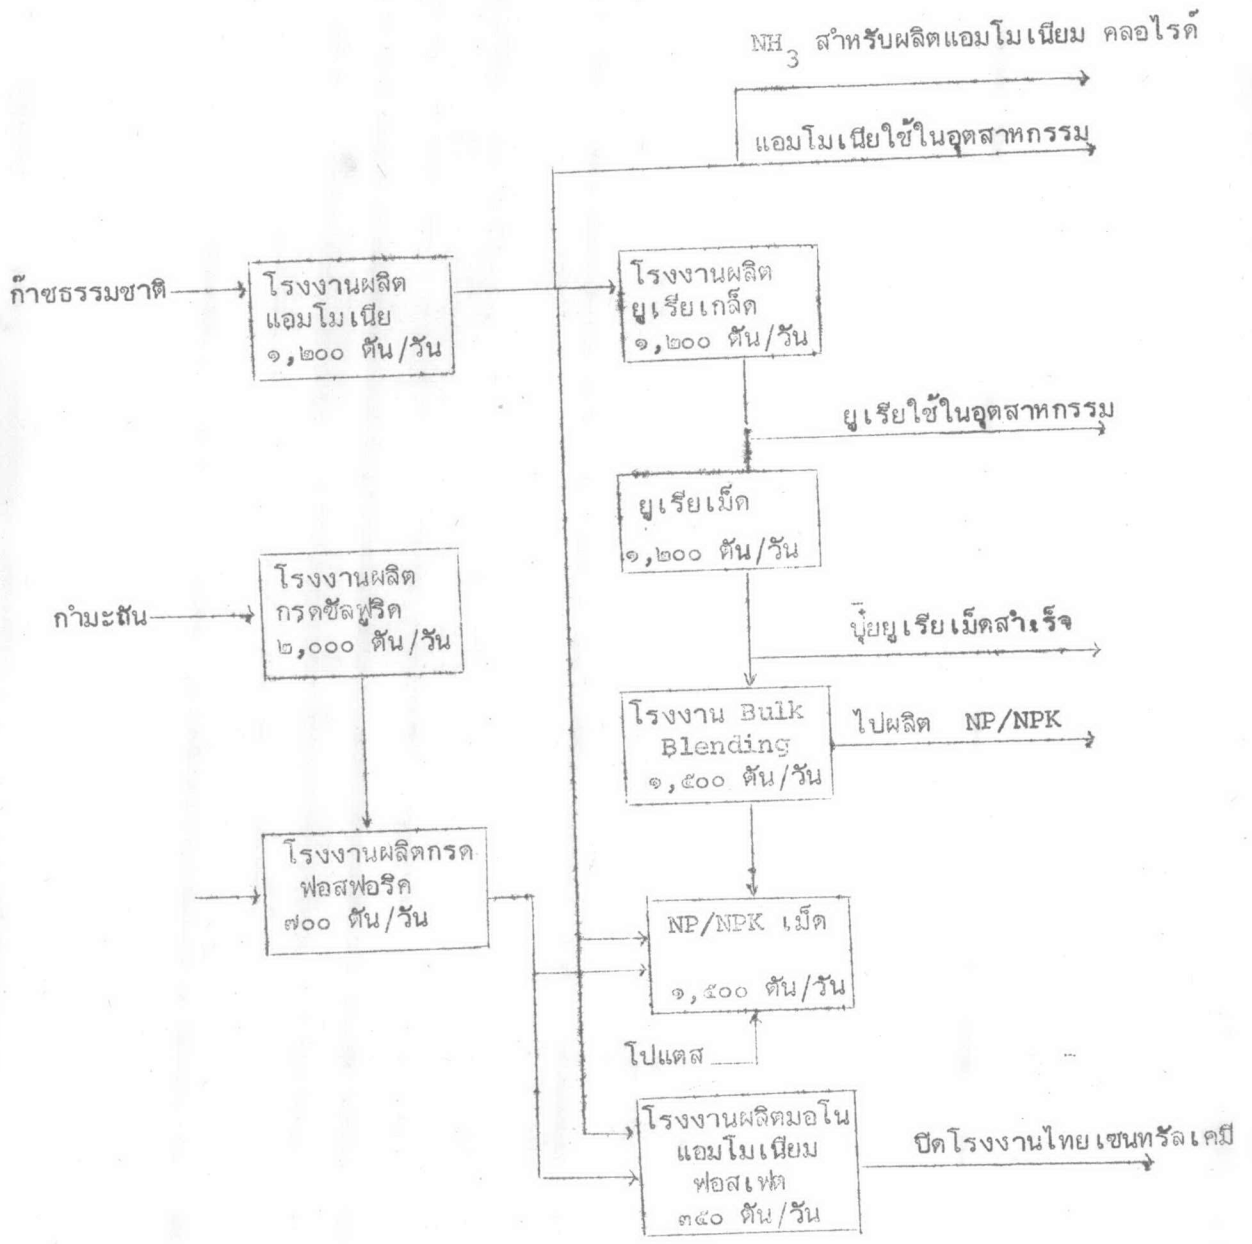 NH3 สำหรับผลิตแอมโมเนียม คลอไรด์
แอมโมเนียใช้ในอุตสาหกรรม
ก๊าซธรรมชาติ
โรงงานผลิต
แอมโมเนีย
๑,๒๐๐ ตัน/วัน
โรงงานผลิต
ยูเรียเกล็ด
๑,๒๐๐ ตัน/วัน
ยูเรียใช้ในอุตสาหกรรม
ยูเรียเม็ด
๑,๒๐๐ ตัน/วัน
กำมะถัน
โรงงานผลิต
กรดซัลฟูริค
๒,๐๐๐ ตัน/วัน
ปุ๋ยยูเรียเม็ดสำเร็จ
โรงงาน Bulk
Blending
๑,๕๐๐ ตัน/วัน
ไปผลิต NP/NPK
โรงงานผลิตกรด
ฟอสฟอริค
๗๐๐ ตัน/วัน
NP/NPK เม็ด
๑,๕๐๐ ตัน/วัน
โปแตส
โรงงานผลิตมอโน
แอมโมเนียม
ฟอสเฟต
๓๕๐ ตัน/วัน
ปิดโรงงานไทยเซนทรัลเคมี